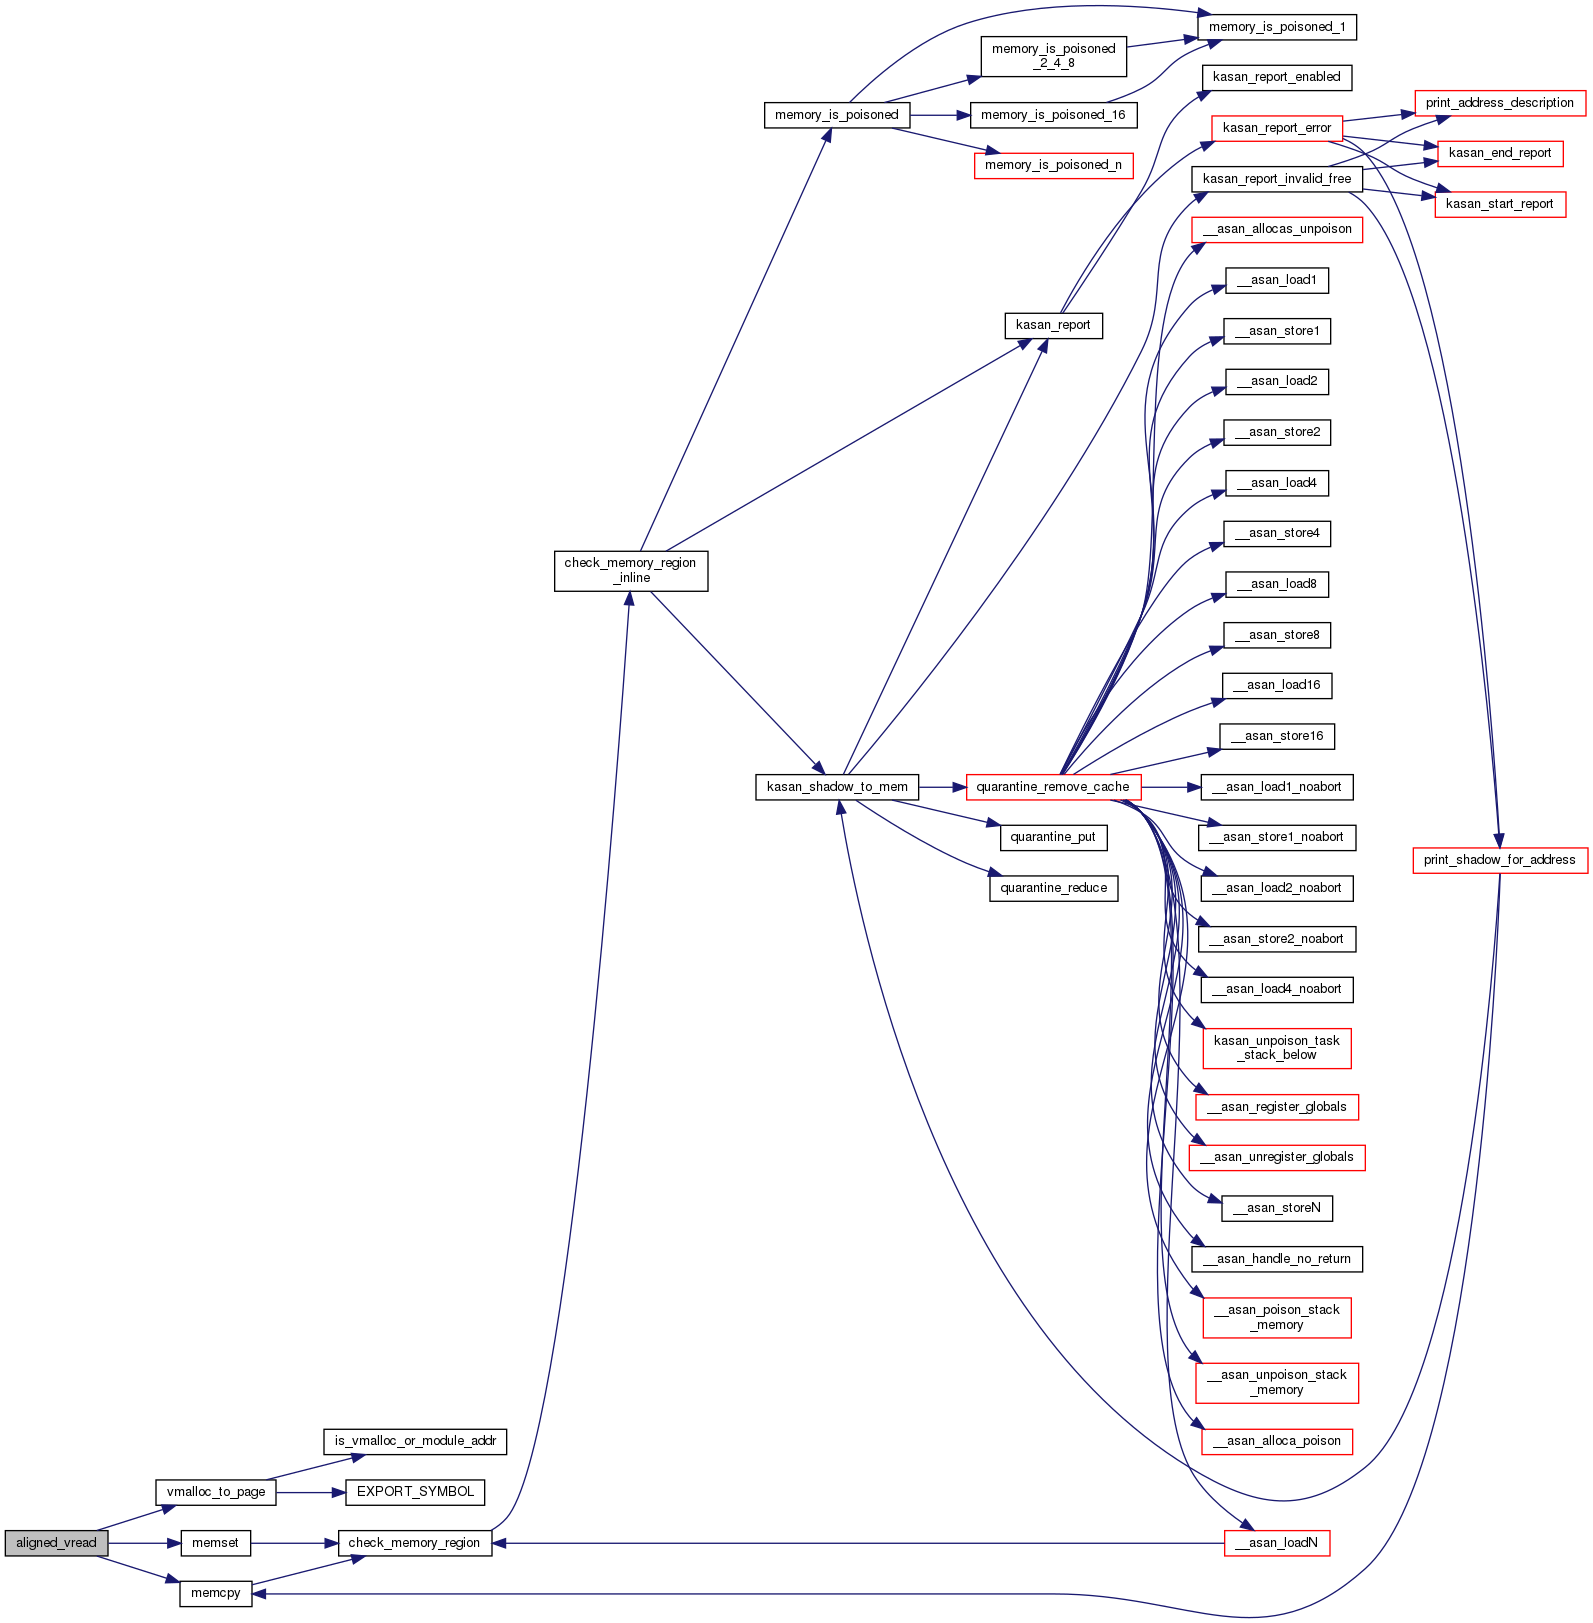 memory_is_poisoned_1
memory_is_poisoned
_2_4_8
kasan_report_enabled
memory_is_poisoned
memory_is_poisoned_16
print_address_description
kasan_report_error
memory_is_poisoned_n
kasan_end_report
kasan_report_invalid_free
kasan_start_report
__asan_allocas_unpoison
__asan_load1
kasan_report
__asan_store1
__asan_load2
__asan_store2
__asan_load4
__asan_store4
check_memory_region
_inline
__asan_load8
__asan_store8
__asan_load16
__asan_store16
kasan_shadow_to_mem
quarantine_remove_cache
__asan_load1_noabort
quarantine_put
__asan_store1_noabort
print_shadow_for_address
quarantine_reduce
__asan_load2_noabort
__asan_store2_noabort
__asan_load4_noabort
kasan_unpoison_task
_stack_below
__asan_register_globals
__asan_unregister_globals
__asan_storeN
__asan_handle_no_return
__asan_poison_stack
_memory
__asan_unpoison_stack
_memory
is_vmalloc_or_module_addr
__asan_alloca_poison
vmalloc_to_page
EXPORT_SYMBOL
aligned_vread
memset
check_memory_region
__asan_loadN
memcpy